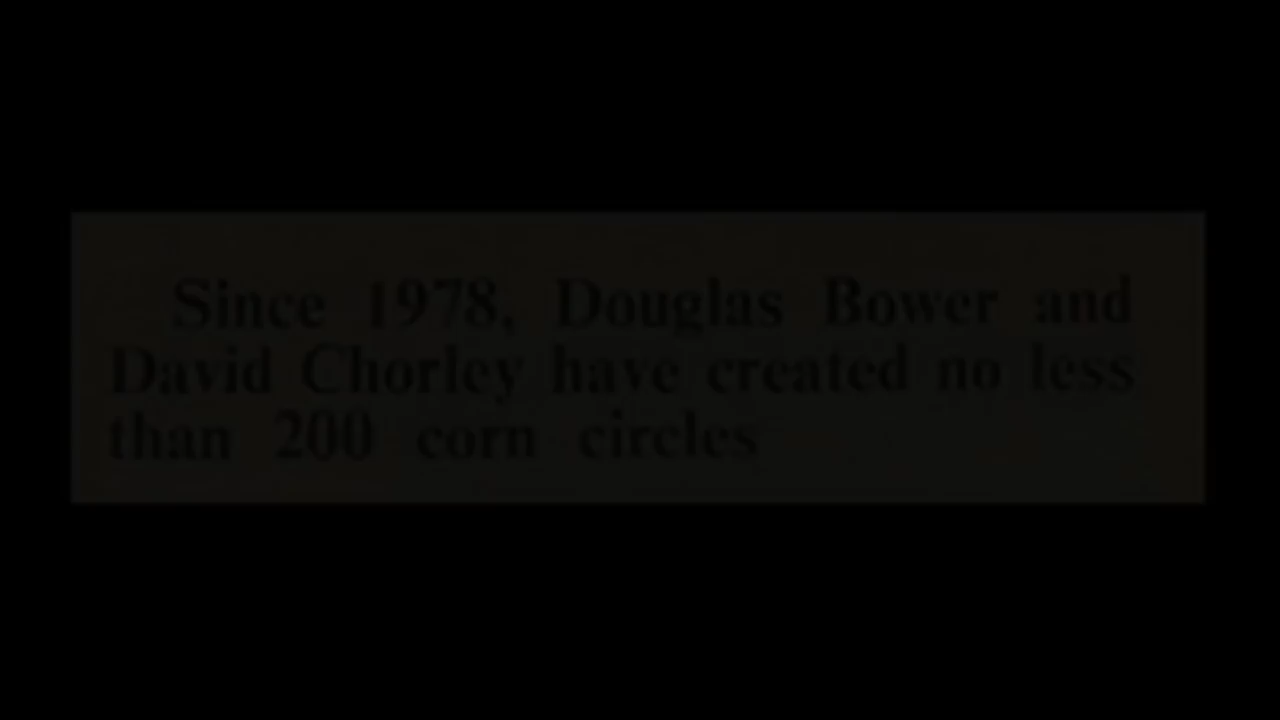 Since 1978, Douglas Bower and
David Chorley have created no less
than 200 corn circles